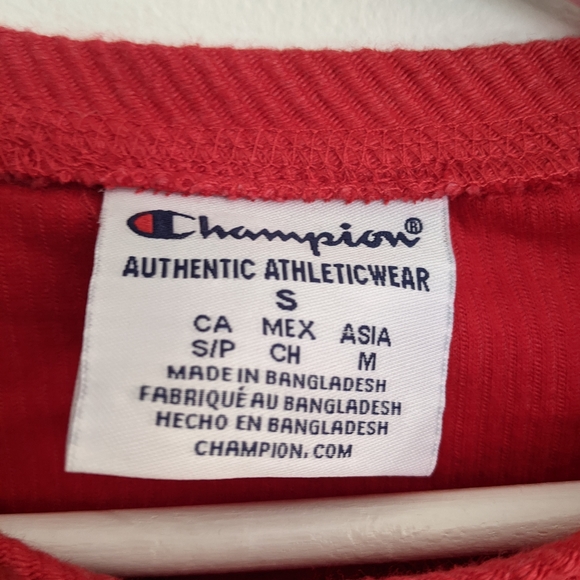 Champion®
AUTHENTIC ATHLETICWEAR
S
CA MEX ASIA
S/P CH M
MADE IN BANGLADESH
FABRIQUÉ AU BANGLADESH
HECHO EN BANGLADESH
CHAMPION.COM